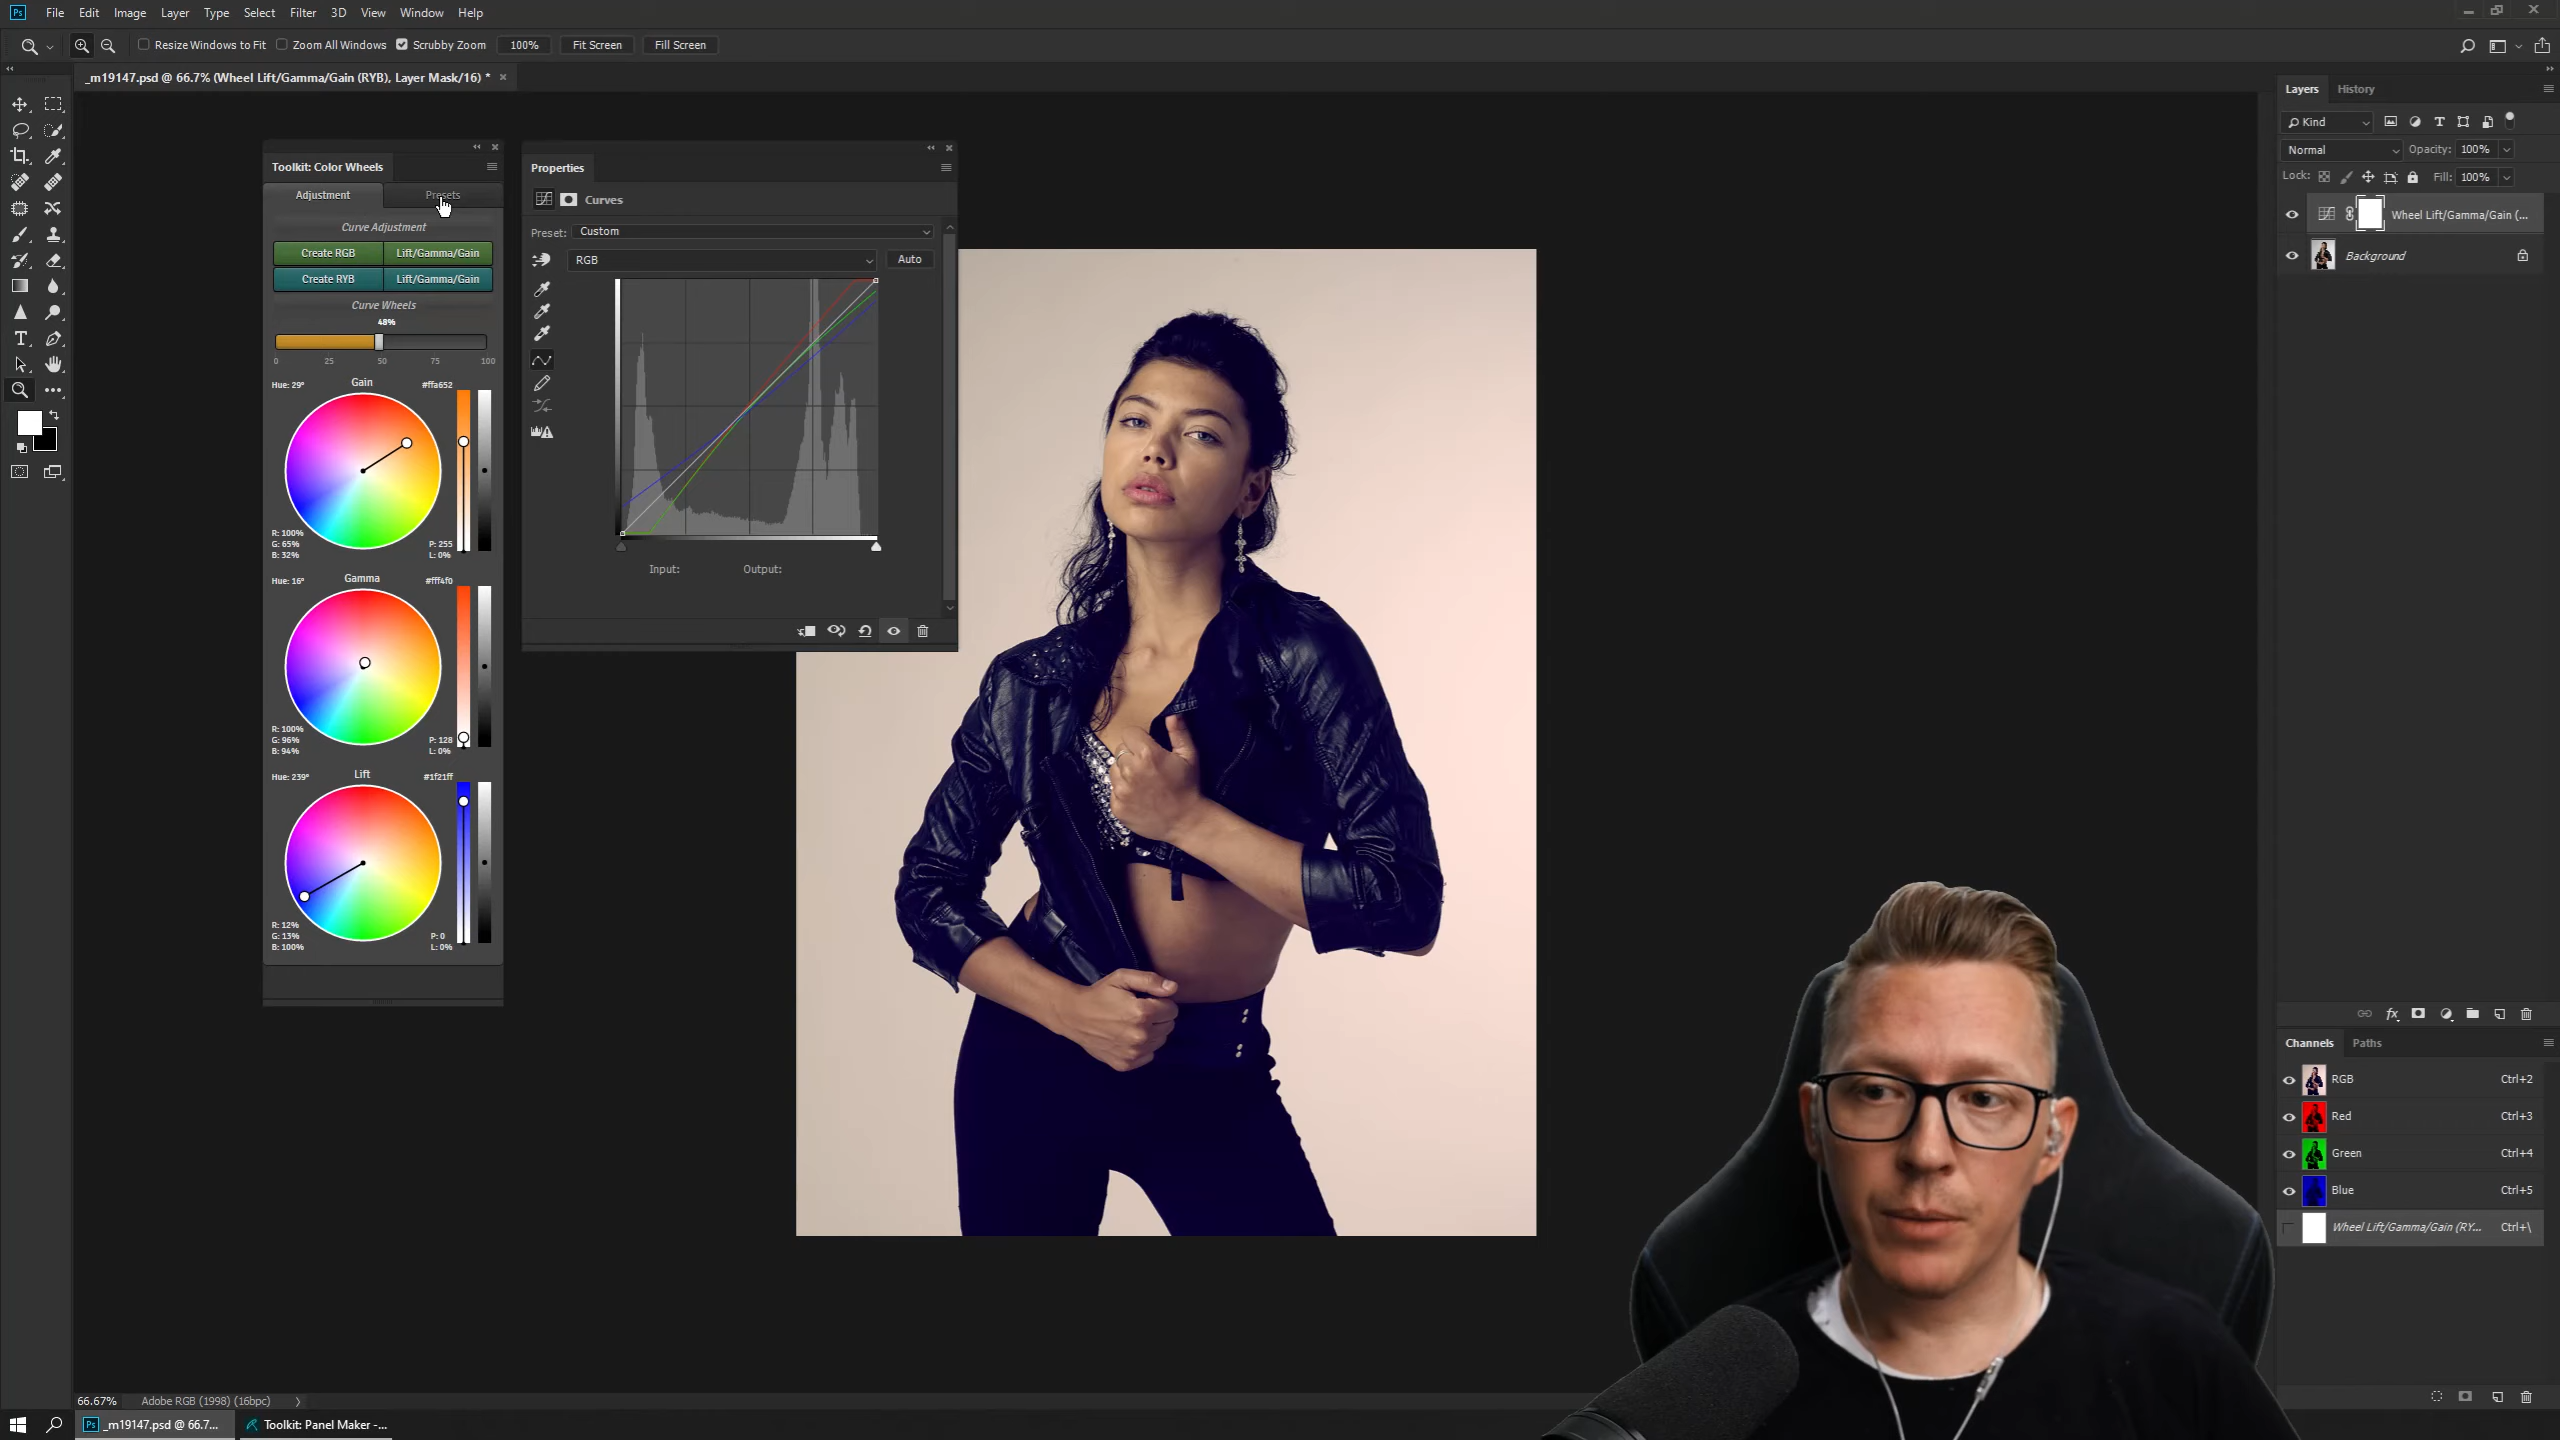 Ps File Edit Image Layer Type Select Filter 3D View Window Help
Resize Windows to Fit Zoom All Windows Scrubby Zoom 100% Fit Screen Fill Screen
_m19147.psd @ 66.7% (Wheel Lift/Gamma/Gain (RYB), Layer Mask/16) *
Toolkit: Color Wheels
Adjustment Presets
Curve Adjustment
Create RGB Lift/Gamma/Gain
Create RYB Lift/Gamma/Gain
Curve Wheels
48%
0 25 50 75 100
Hue: 29° Gain #ffa652
R: 100%
G: 65% P: 255
B: 32% L: 0%
Hue: 16° Gamma #fff4f0
R: 100%
G: 96% P: 128
B: 94% L: 0%
Hue: 239° Lift #1f21ff
R: 12%
G: 13% P: 0
B: 100% L: 0%
Properties
Curves
Preset: Custom
RGB Auto
Input: Output:
Layers History
Kind
Normal Opacity: 100%
Lock: Fill: 100%
Wheel Lift/Gamma/Gain (...
Background
fx
Channels Paths
RGB Ctrl+2
Red Ctrl+3
Green Ctrl+4
Blue Ctrl+5
Wheel Lift/Gamma/Gain (RY... Ctrl+\
66.67% Adobe RGB (1998) (16bpc)
Ps _m19147.psd @ 66.7... Toolkit: Panel Maker -...